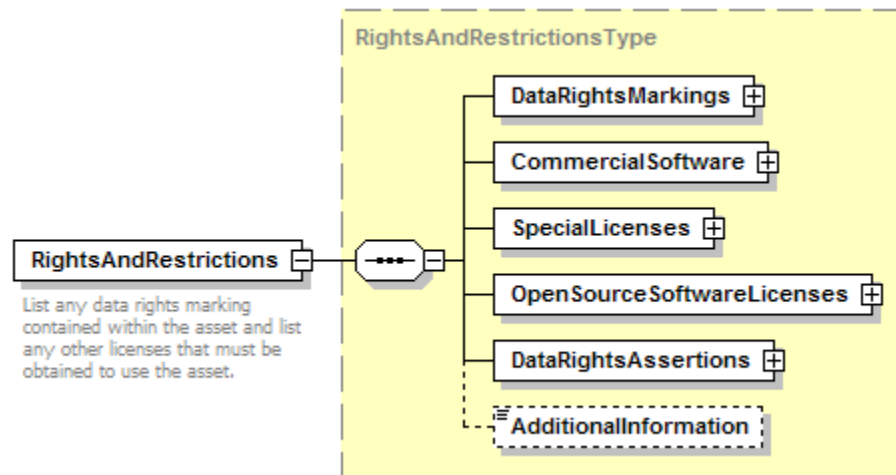 RightsAndRestrictionsType
DataRightsMarkings
CommercialSoftware
SpecialLicenses
RightsAndRestrictions
List any data rights marking
contained within the asset and list
any other licenses that must be
obtained to use the asset.
OpenSourceSoftwareLicenses
DataRightsAssertions
AdditionalInformation